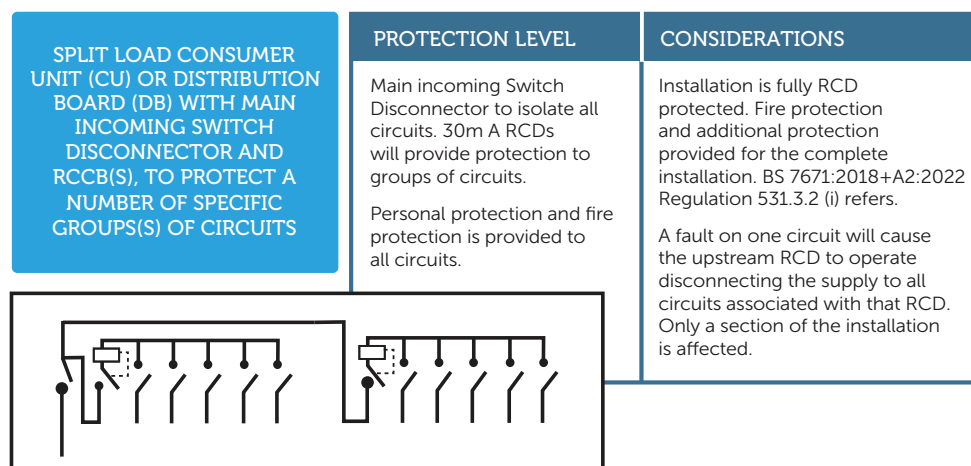 SPLIT LOAD CONSUMER
UNIT (CU) OR DISTRIBUTION
BOARD (DB) WITH MAIN
INCOMING SWITCH
DISCONNECTOR AND
RCCB(S), TO PROTECT A
NUMBER OF SPECIFIC
GROUPS(S) OF CIRCUITS
PROTECTION LEVEL
Main incoming Switch
Disconnector to isolate all
circuits. 30m A RCDs
will provide protection to
groups of circuits.
Personal protection and fire
protection is provided to
all circuits.
CONSIDERATIONS
Installation is fully RCD
protected. Fire protection
and additional protection
provided for the complete
installation. BS 7671:2018+A2:2022
Regulation 531.3.2 (i) refers.
A fault on one circuit will cause
the upstream RCD to operate
disconnecting the supply to all
circuits associated with that RCD.
Only a section of the installation
is affected.